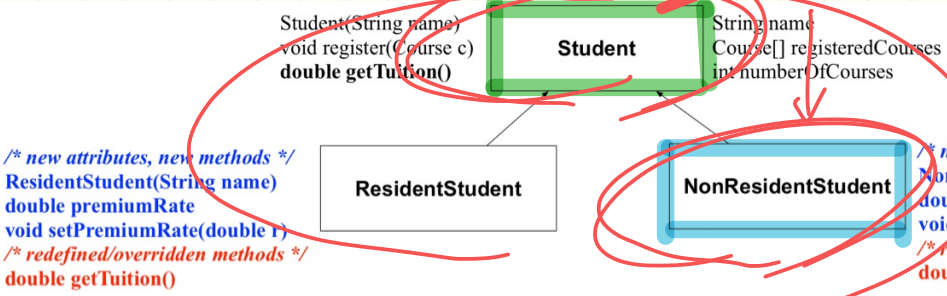 Student(String name)
void register(Course c)
double getTuition()
Student
String name
Course[] registeredCourses
int numberOfCourses
/* new attributes, new methods */
ResidentStudent(String name)
double premiumRate
void setPremiumRate(double r)
/* redefined/overridden methods */
double getTuition()
ResidentStudent
NonResidentStudent
/*